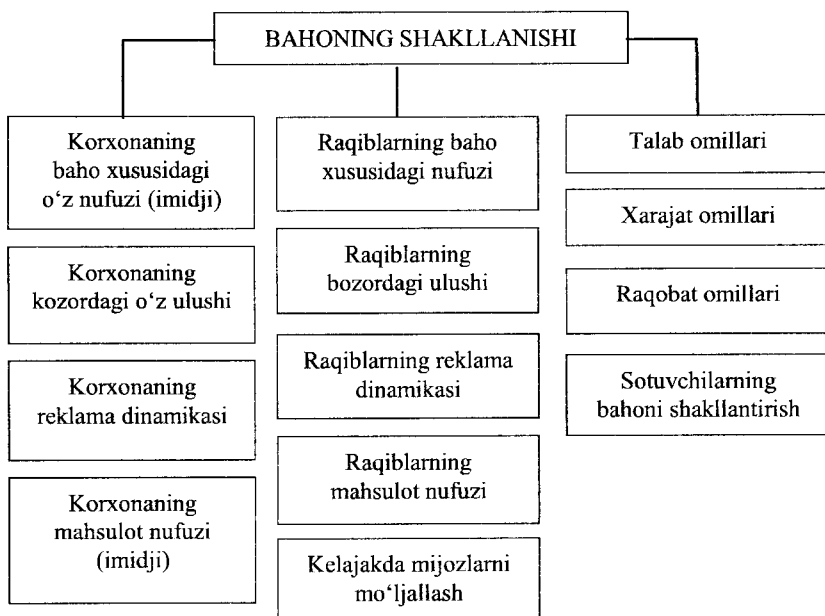 BAHONING SHAKLLANISHI
Korxonaning
baho xususidagi
o‘z nufuzi (imidji)
Korxonaning
kozordagi o‘z ulushi
Korxonaning
reklama dinamikasi
Korxonaning
mahsulot nufuzi
(imidji)
Raqiblarning baho
xususidagi nufuzi
Raqiblarning
bozordagi ulushi
Raqiblarning reklama
dinamikasi
Raqiblarning
mahsulot nufuzi
Kelajakda mijozlarni
mo‘ljallash
Talab omillari
Xarajat omillari
Raqobat omillari
Sotuvchilarning
bahoni shakllantirish